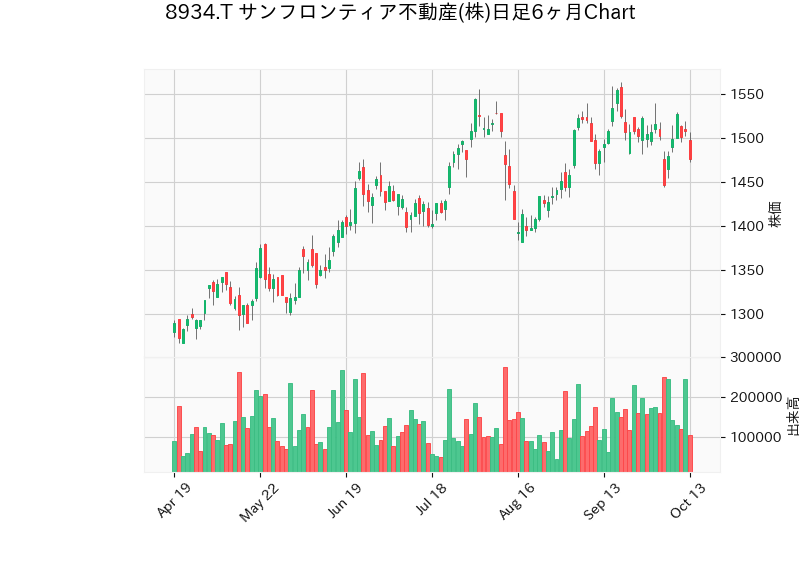 8934.T サンフロンティア不動産(株)日足6ヶ月Chart
1550
1500
1450
1400
1350
1300
株価
300000
200000
100000
出来高
Apr 19
May 22
Jun 19
Jul 18
Aug 16
Sep 13
Oct 13